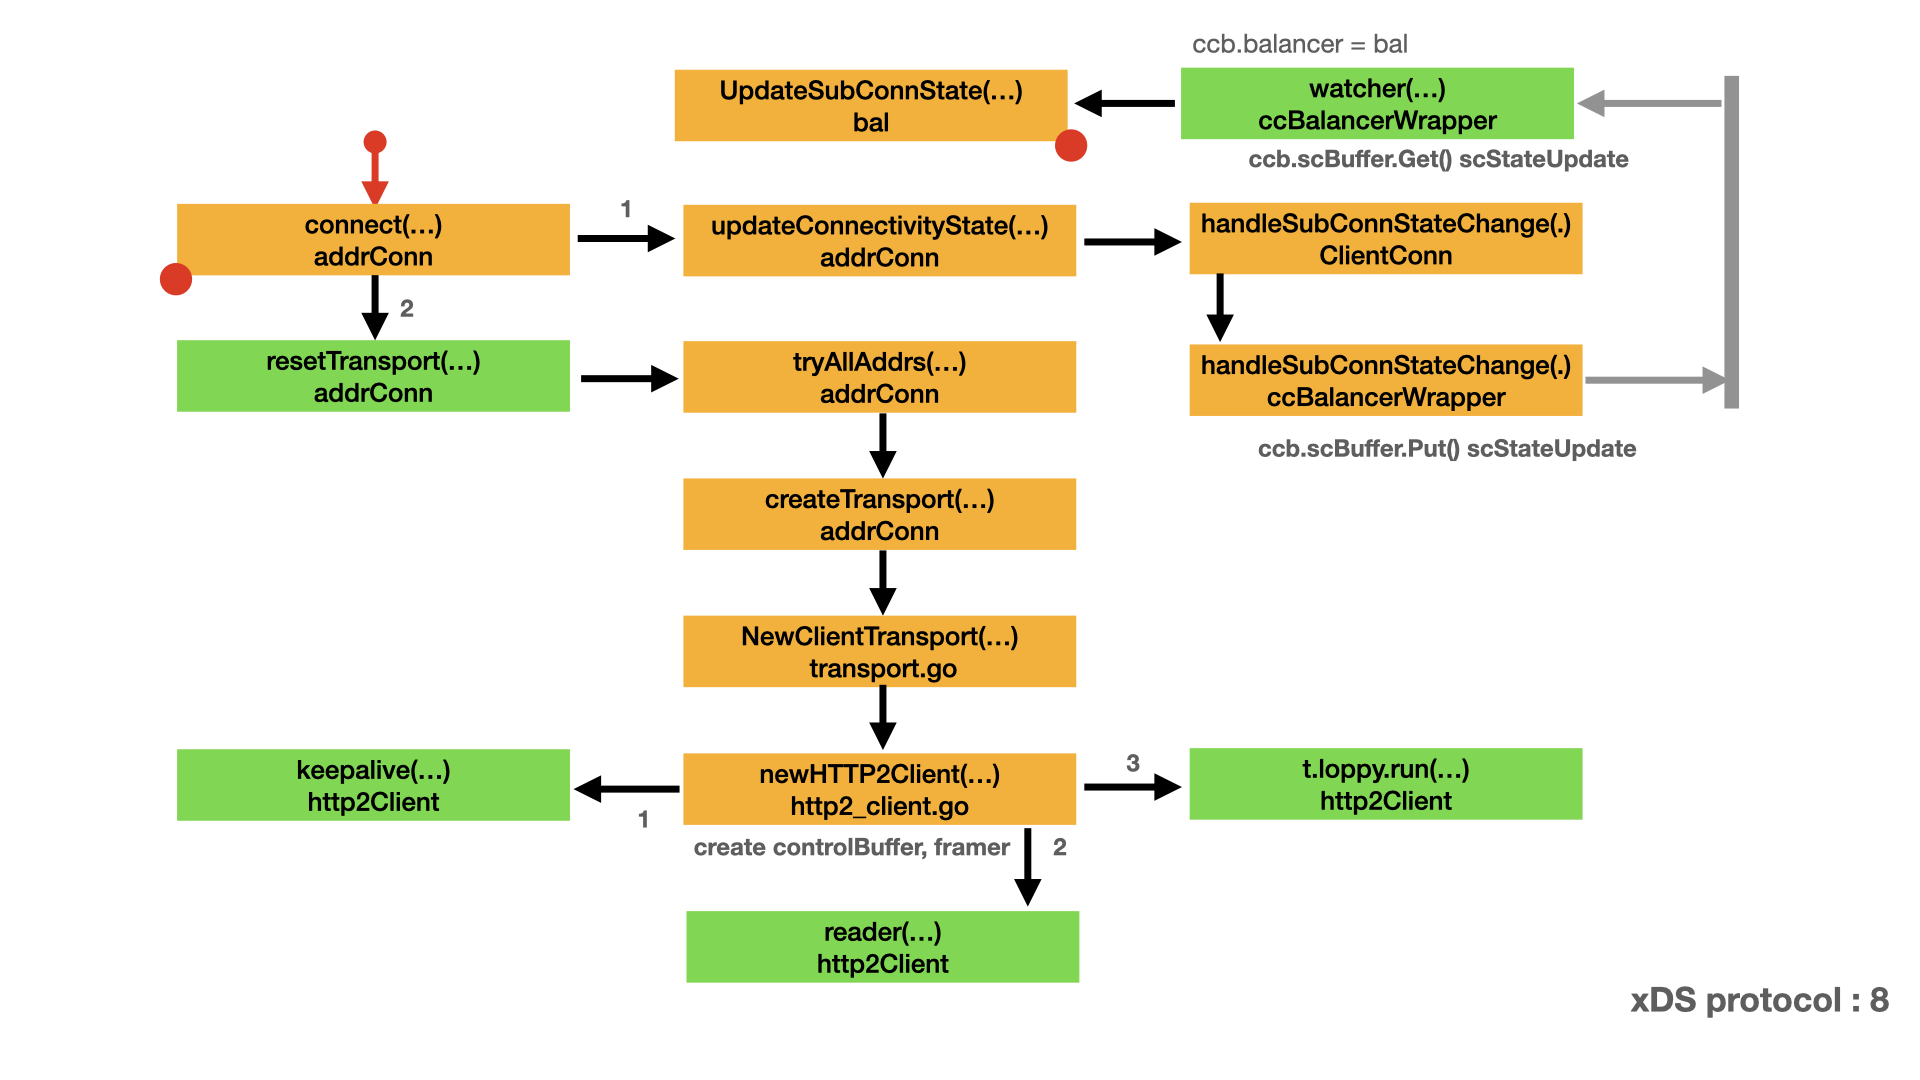 ccb.balancer = bal
UpdateSubConnState(...)
bal
watcher(...)
ccBalancerWrapper
ccb.scBuffer.Get() scStateUpdate
connect(...)
addrConn
1
updateConnectivityState(...)
addrConn
handleSubConnStateChange(.)
ClientConn
2
resetTransport(...)
addrConn
tryAllAddrs(...)
addrConn
handleSubConnStateChange(.)
ccBalancerWrapper
ccb.scBuffer.Put() scStateUpdate
createTransport(...)
addrConn
NewClientTransport(...)
transport.go
keepalive(...)
http2Client
1
newHTTP2Client(...)
http2_client.go
3
t.loppy.run(...)
http2Client
create controlBuffer, framer
2
reader(...)
http2Client
xDS protocol : 8